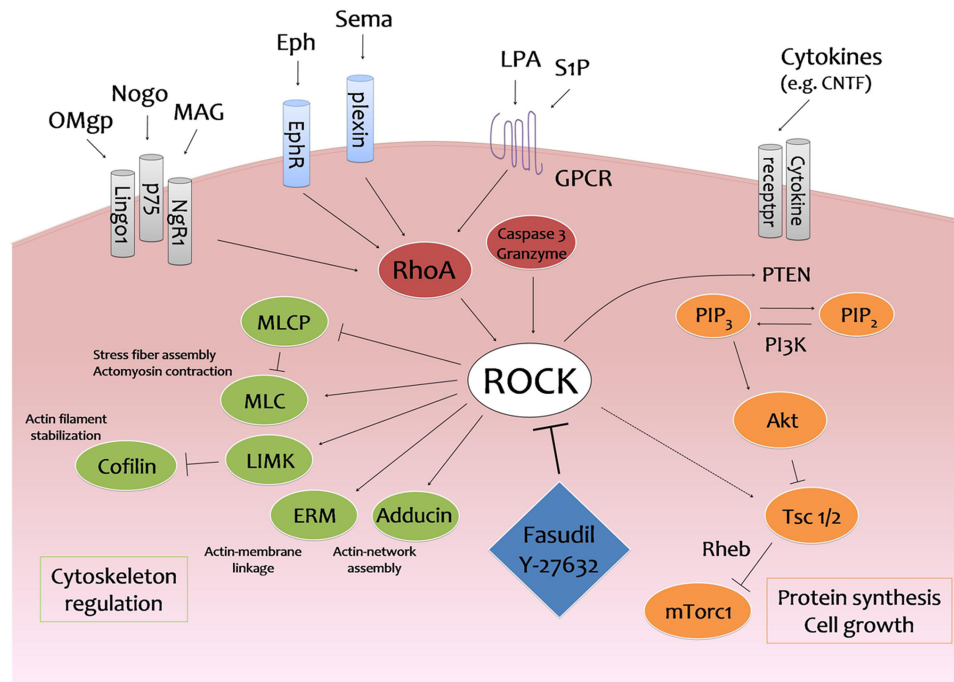 Sema
Eph
LPA
S1P
Cytokines
(e.g. CNTF)
Nogo
OMgp
MAG
Lingo1
p75
NgR1
EphR
plexin
GPCR
receptpr
Cytokine
RhoA
Caspase 3
Granzyme
PTEN
MLCP
PIP3
PIP2
PI3K
Stress fiber assembly
Actomyosin contraction
ROCK
MLC
Akt
Actin filament
stabilization
Cofilin
LIMK
ERM
Adducin
Tsc 1/2
Actin-membrane
linkage
Actin-network
assembly
Fasudil
Y-27632
Rheb
Cytoskeleton
regulation
mTorc1
Protein synthesis
Cell growth